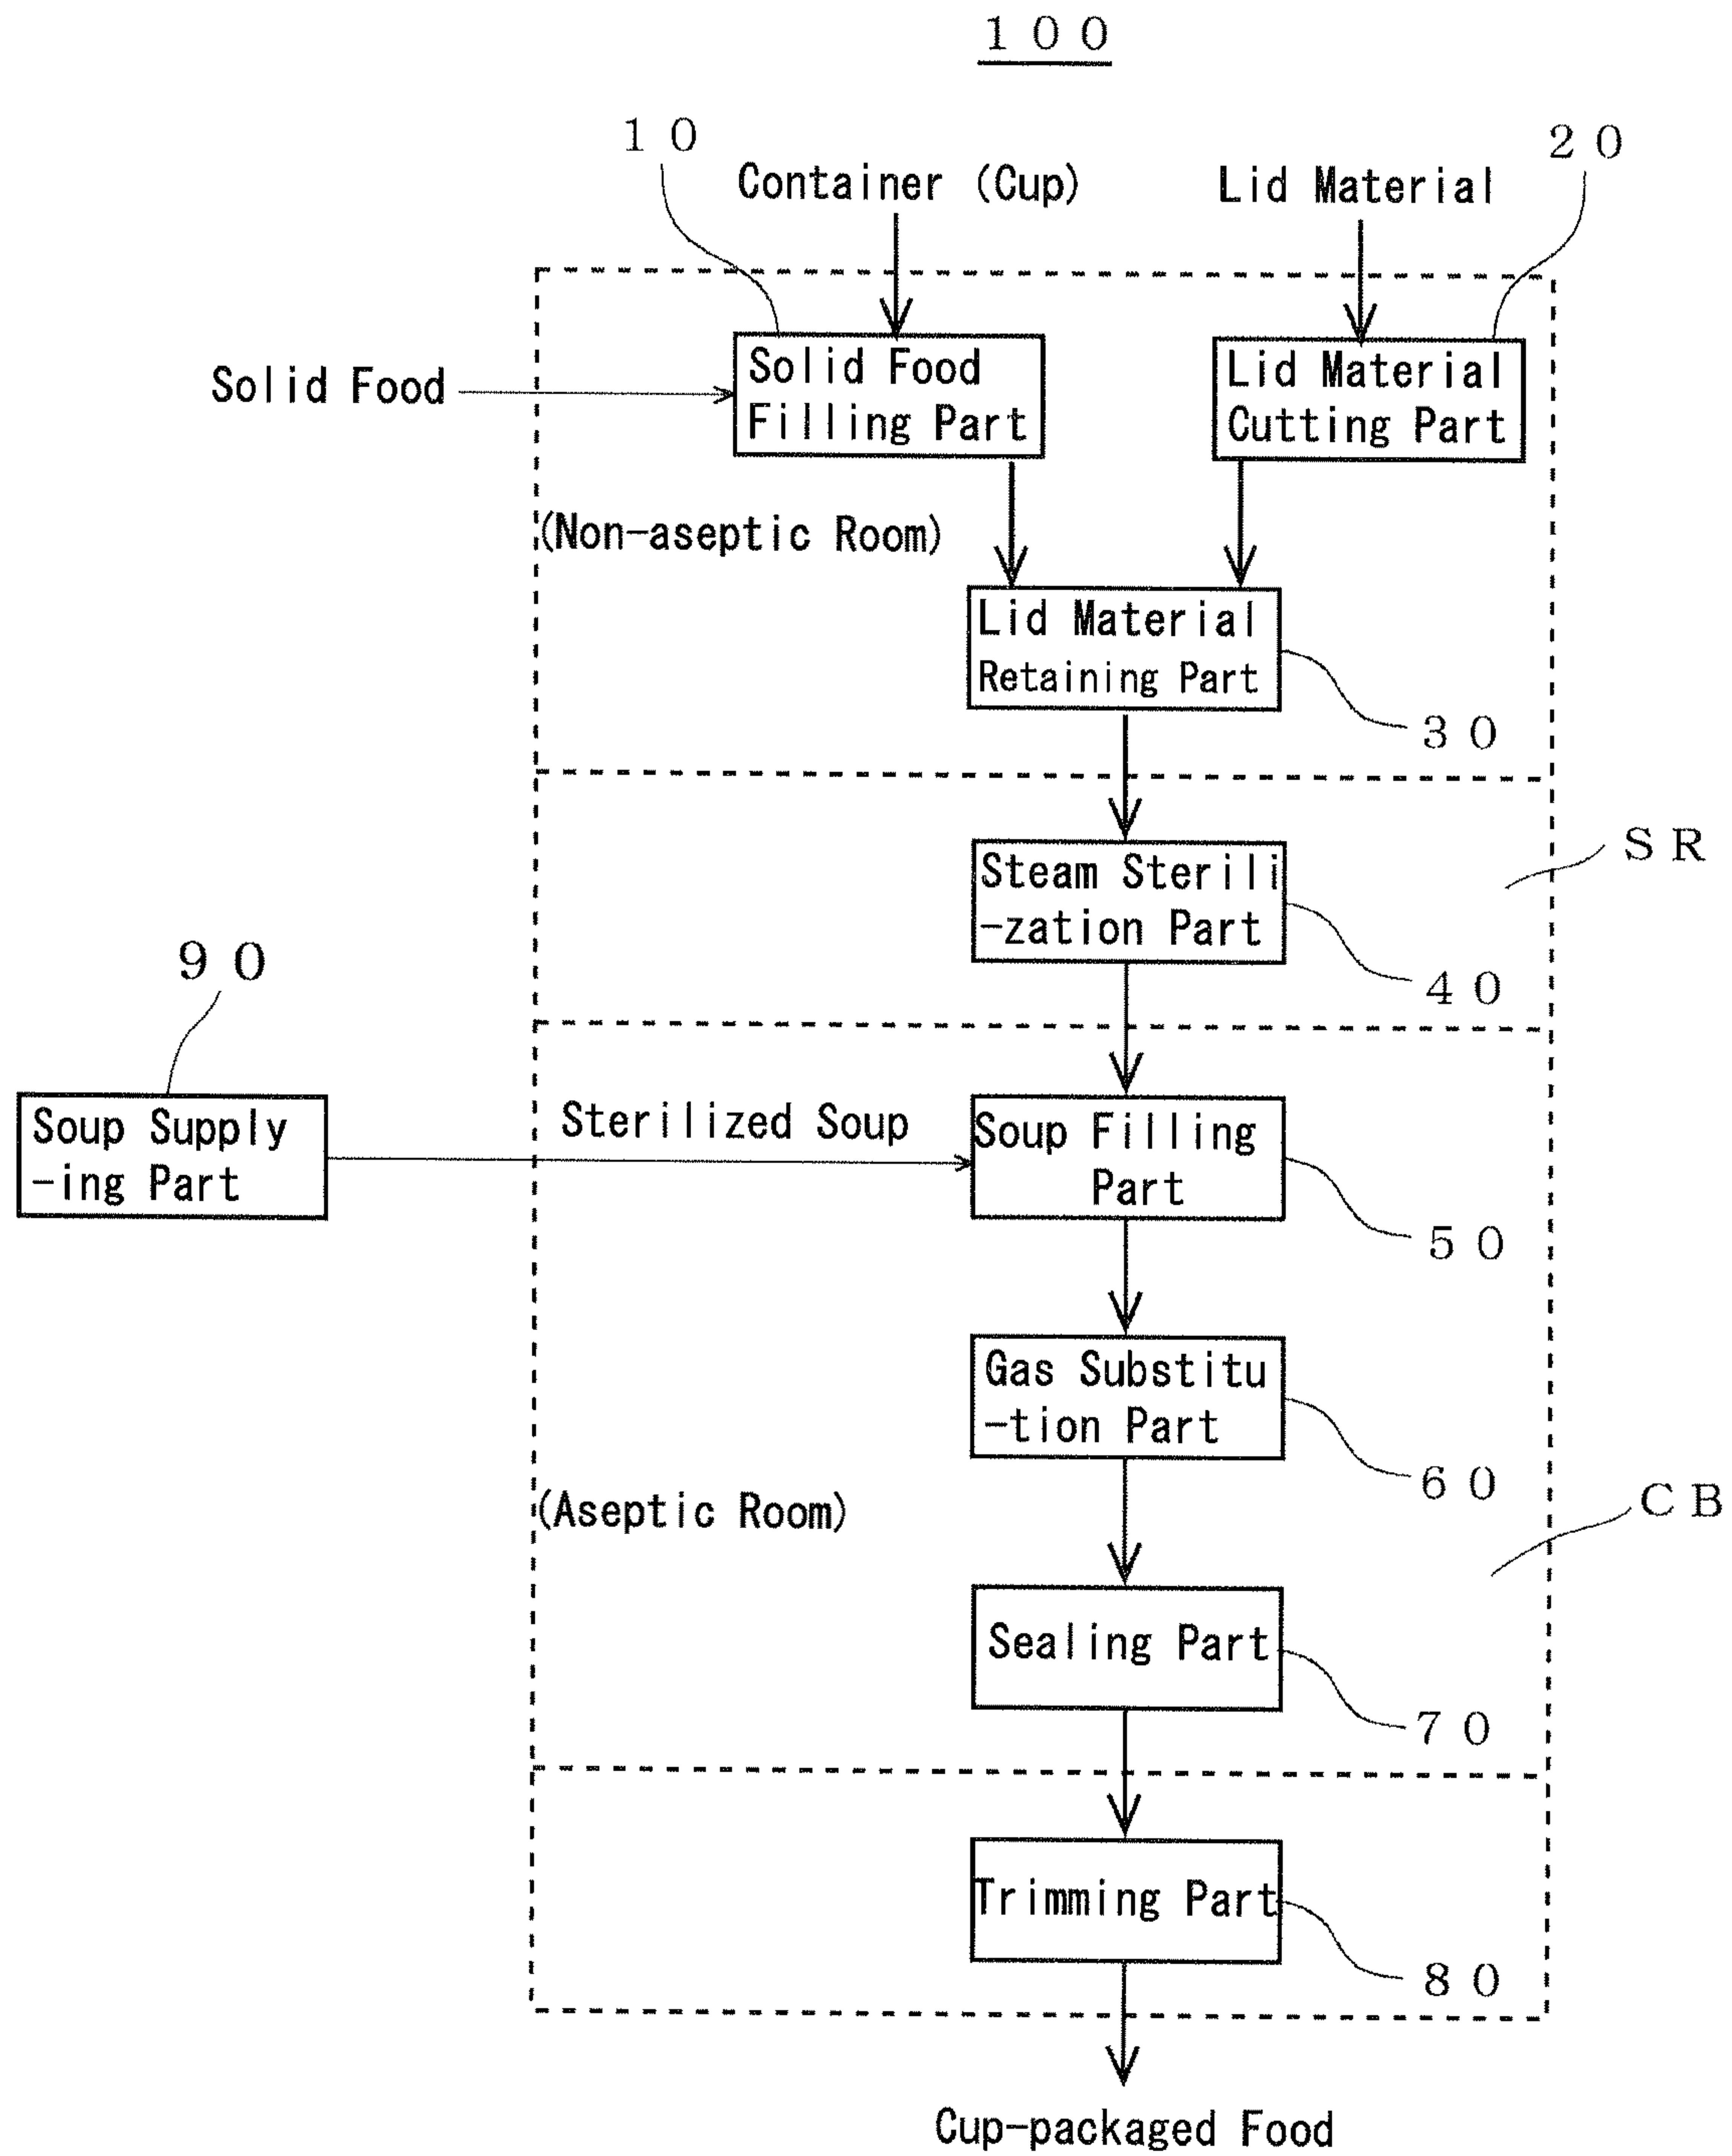 100
10
20
Container (Cup)
Lid Material
Solid Food
Solid Food
Filling Part
Lid Material
Cutting Part
(Non-aseptic Room)
Lid Material
Retaining Part
30
SR
Steam Sterili
-zation Part
40
90
Soup Supply
-ing Part
Sterilized Soup
Soup Filling
Part
50
Gas Substitu
-tion Part
60
(Aseptic Room)
CB
Sealing Part
70
Trimming Part
80
Cup-packaged Food